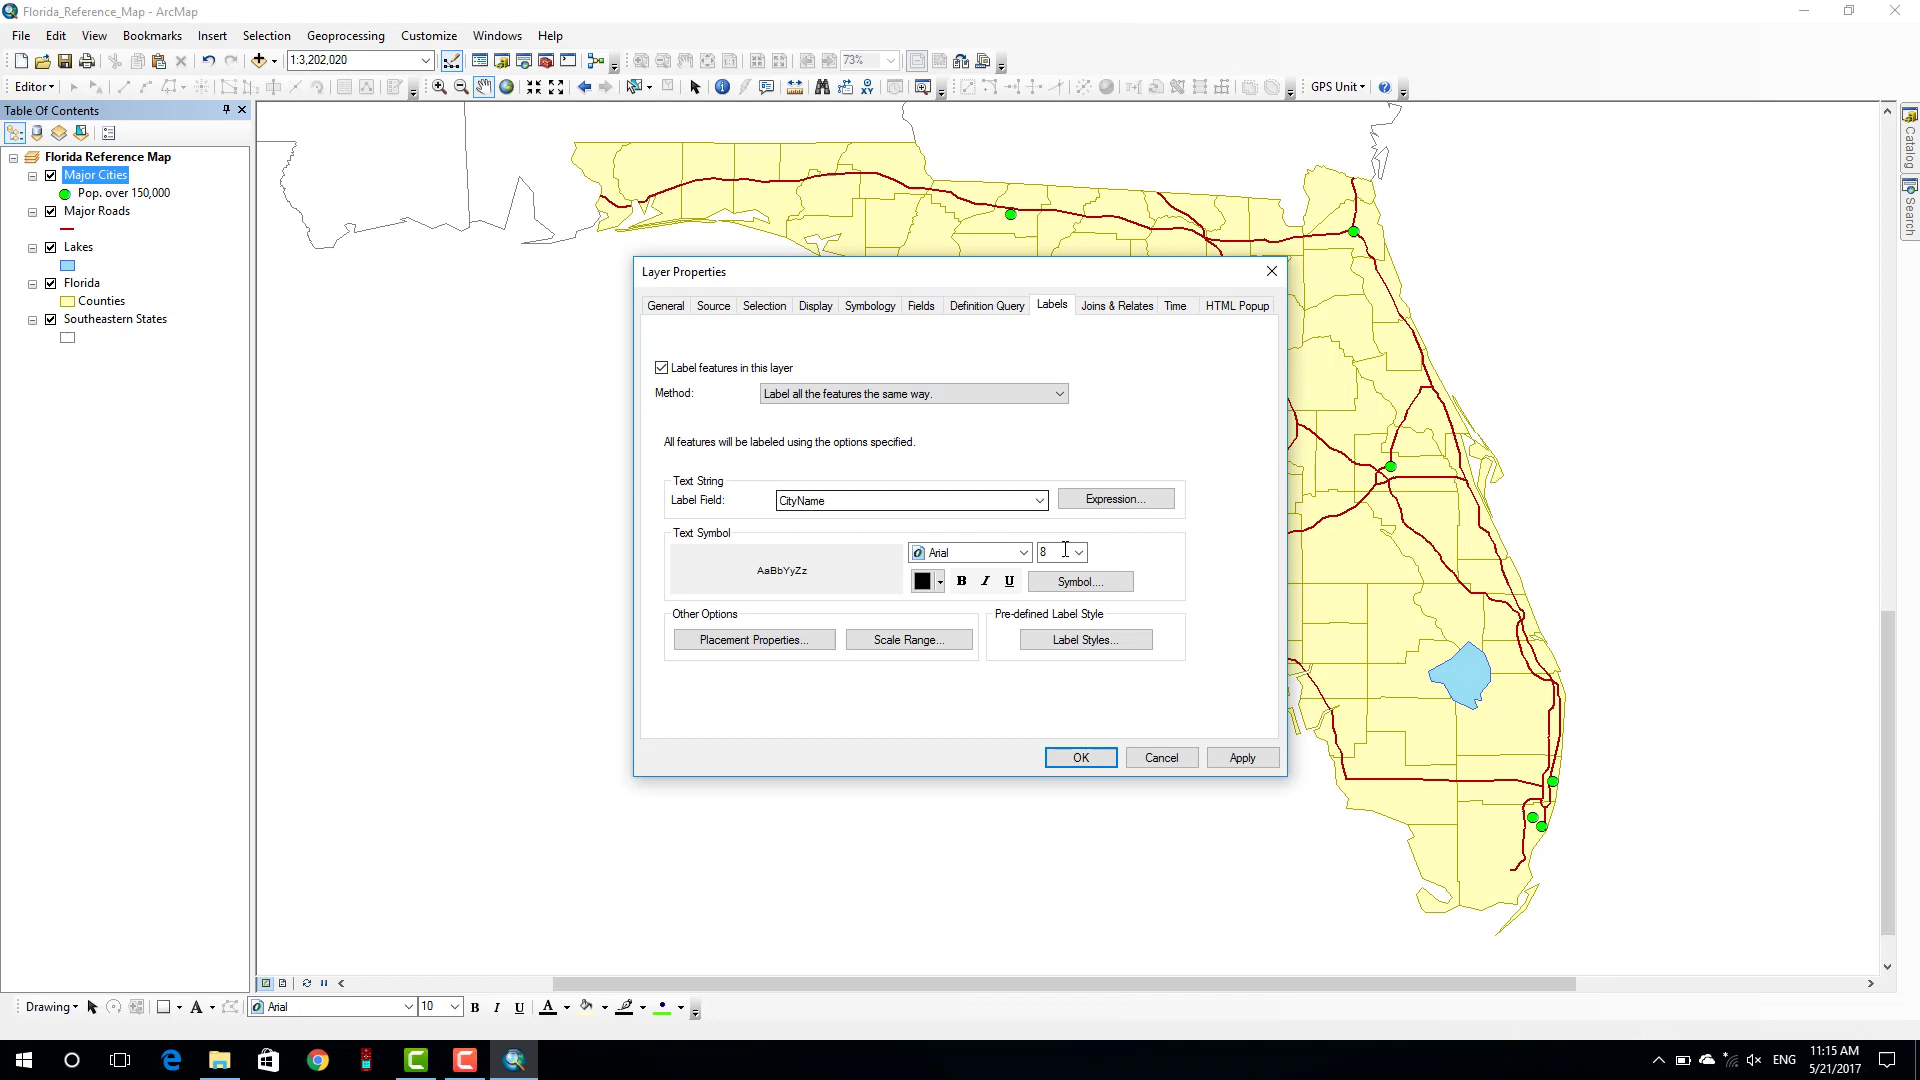 Florida_Reference_Map - ArcMap
File Edit View Bookmarks Insert Selection Geoprocessing Customize Windows Help
1:3,202,020
73%
Editor
GPS Unit
Table Of Contents
Florida Reference Map
Major Cities
Pop. over 150,000
Major Roads
Lakes
Florida
Counties
Southeastern States
Catalog
Search
Layer Properties
General Source Selection Display Symbology Fields Definition Query Labels Joins & Relates Time HTML Popup
Label features in this layer
Method: Label all the features the same way.
All features will be labeled using the options specified.
Text String
Label Field: CityName Expression...
Text Symbol
AaBbYyZz
Arial 8
B I U Symbol....
Other Options
Placement Properties... Scale Range...
Pre-defined Label Style
Label Styles...
OK Cancel Apply
Drawing A Arial 10 B I U A
ENG
11:15 AM
5/21/2017